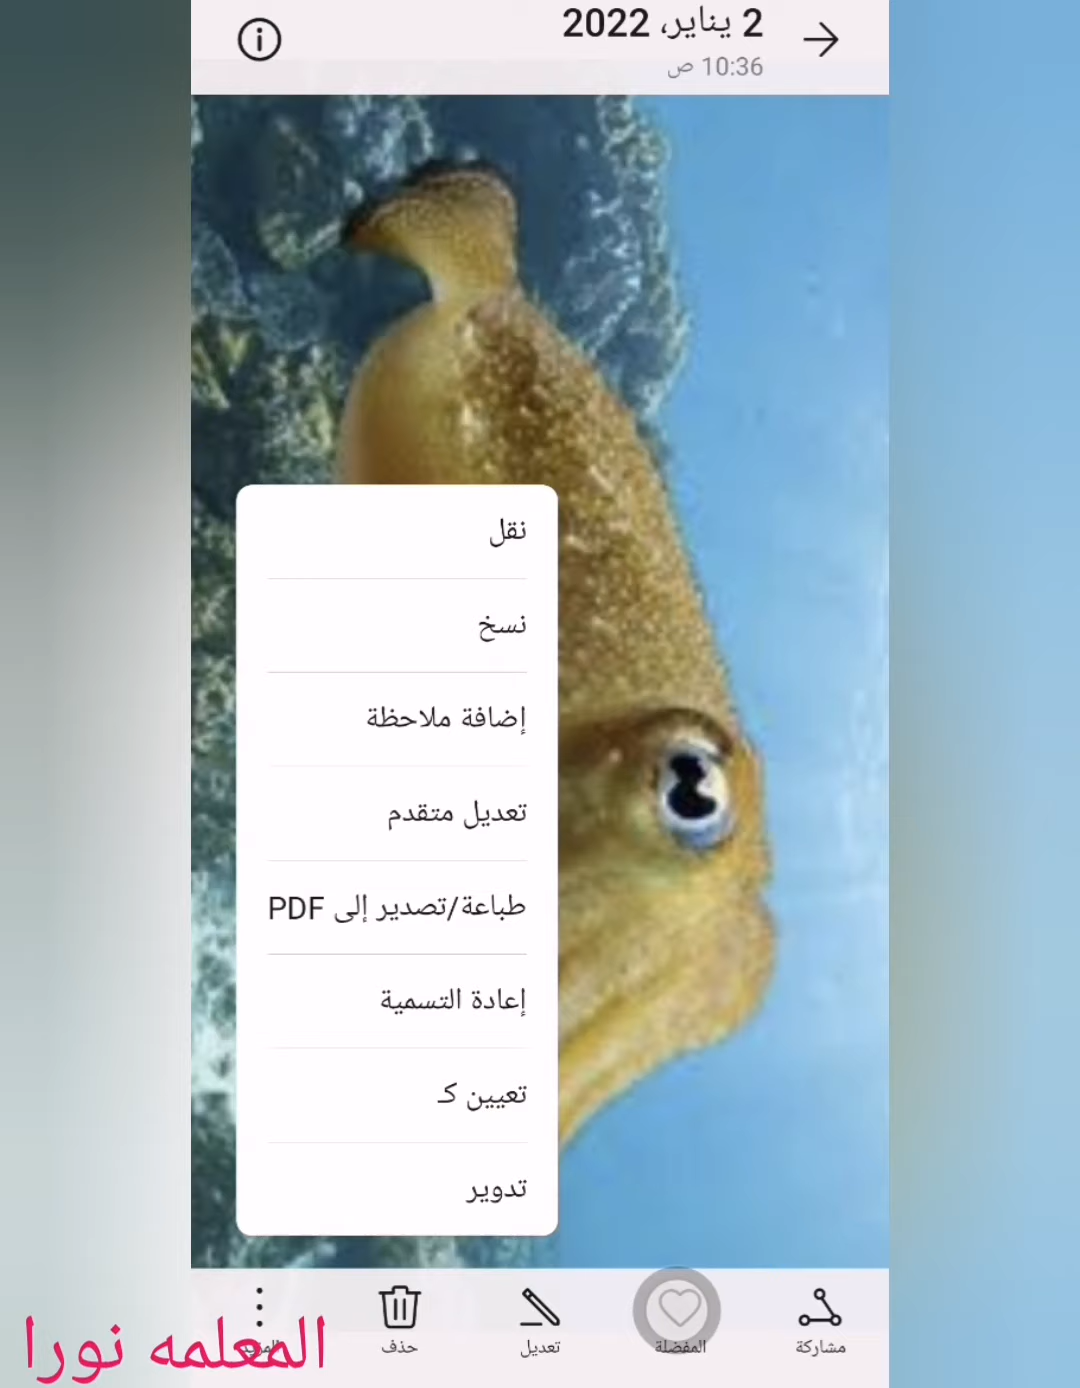 2 يناير، 2022
10:36 ص
نقل
نسخ
إضافة ملاحظة
تعديل متقدم
طباعة/تصدير إلى PDF
إعادة التسمية
تعيين كـ
تدوير
مشاركة
المفضلة
تعديل
حذف
المزيد
المعلمه نورا